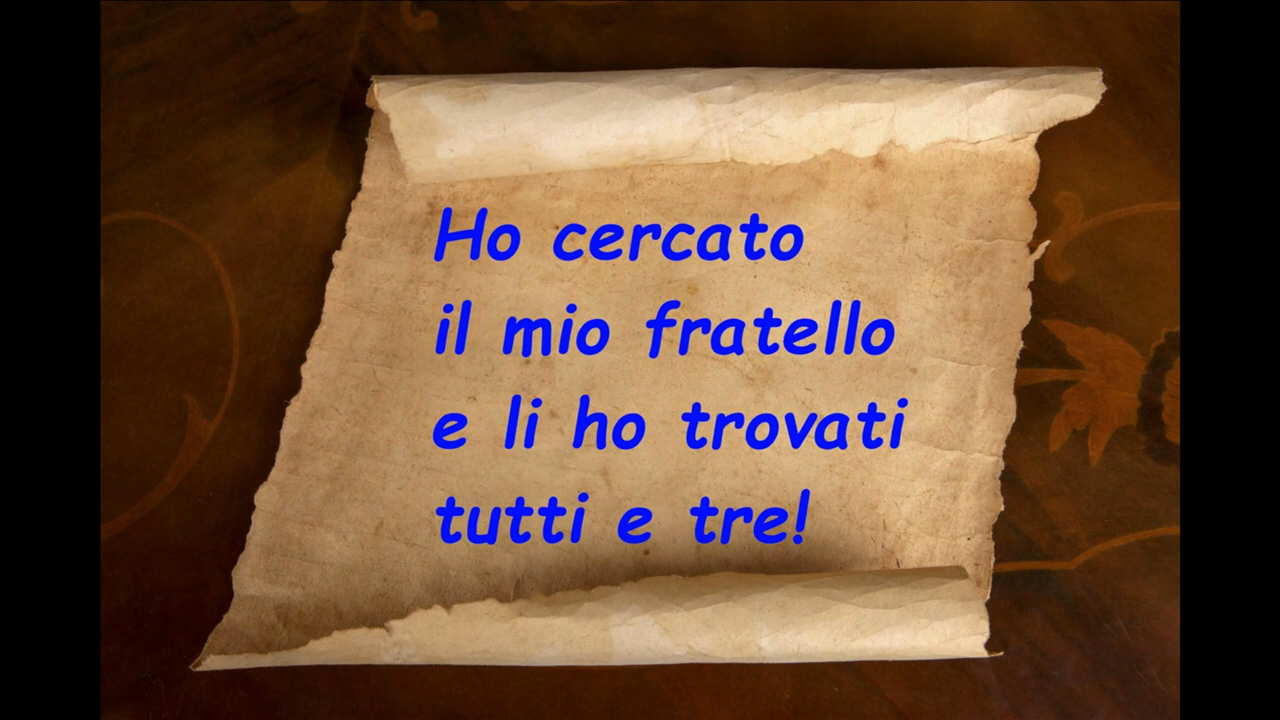 Ho cercato
il mio fratello
e li ho trovati
tutti e tre!